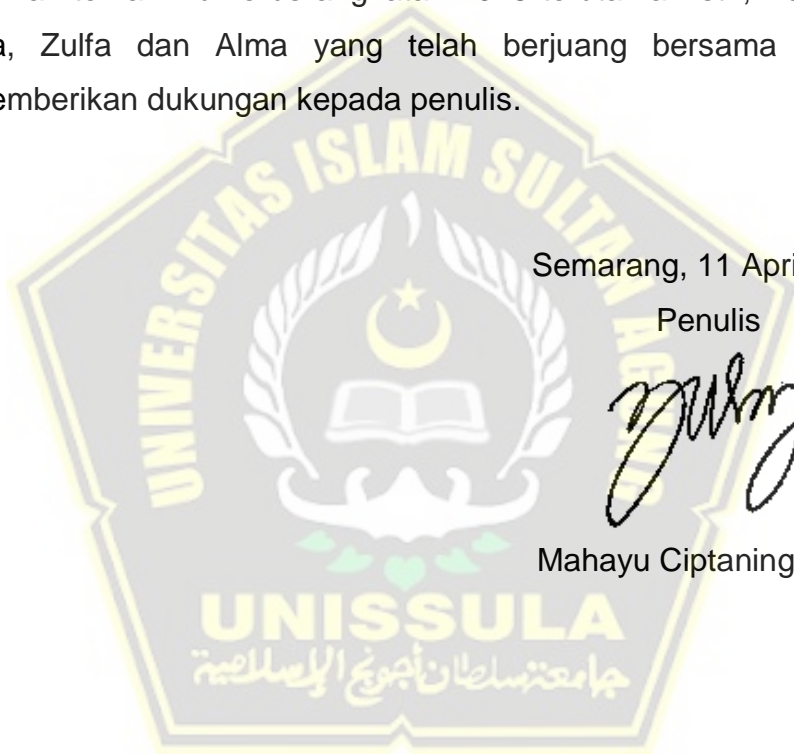 a, Zulfa dan Alma yang telah berjuang bersama
emberikan dukungan kepada penulis.
UNIVERSITAS ISLAM SULTAN AGUNG
Semarang, 11 Apri
Penulis
Mahayu Ciptaning
UNISSULA
جامعة سلطان أجونج الإسلامية